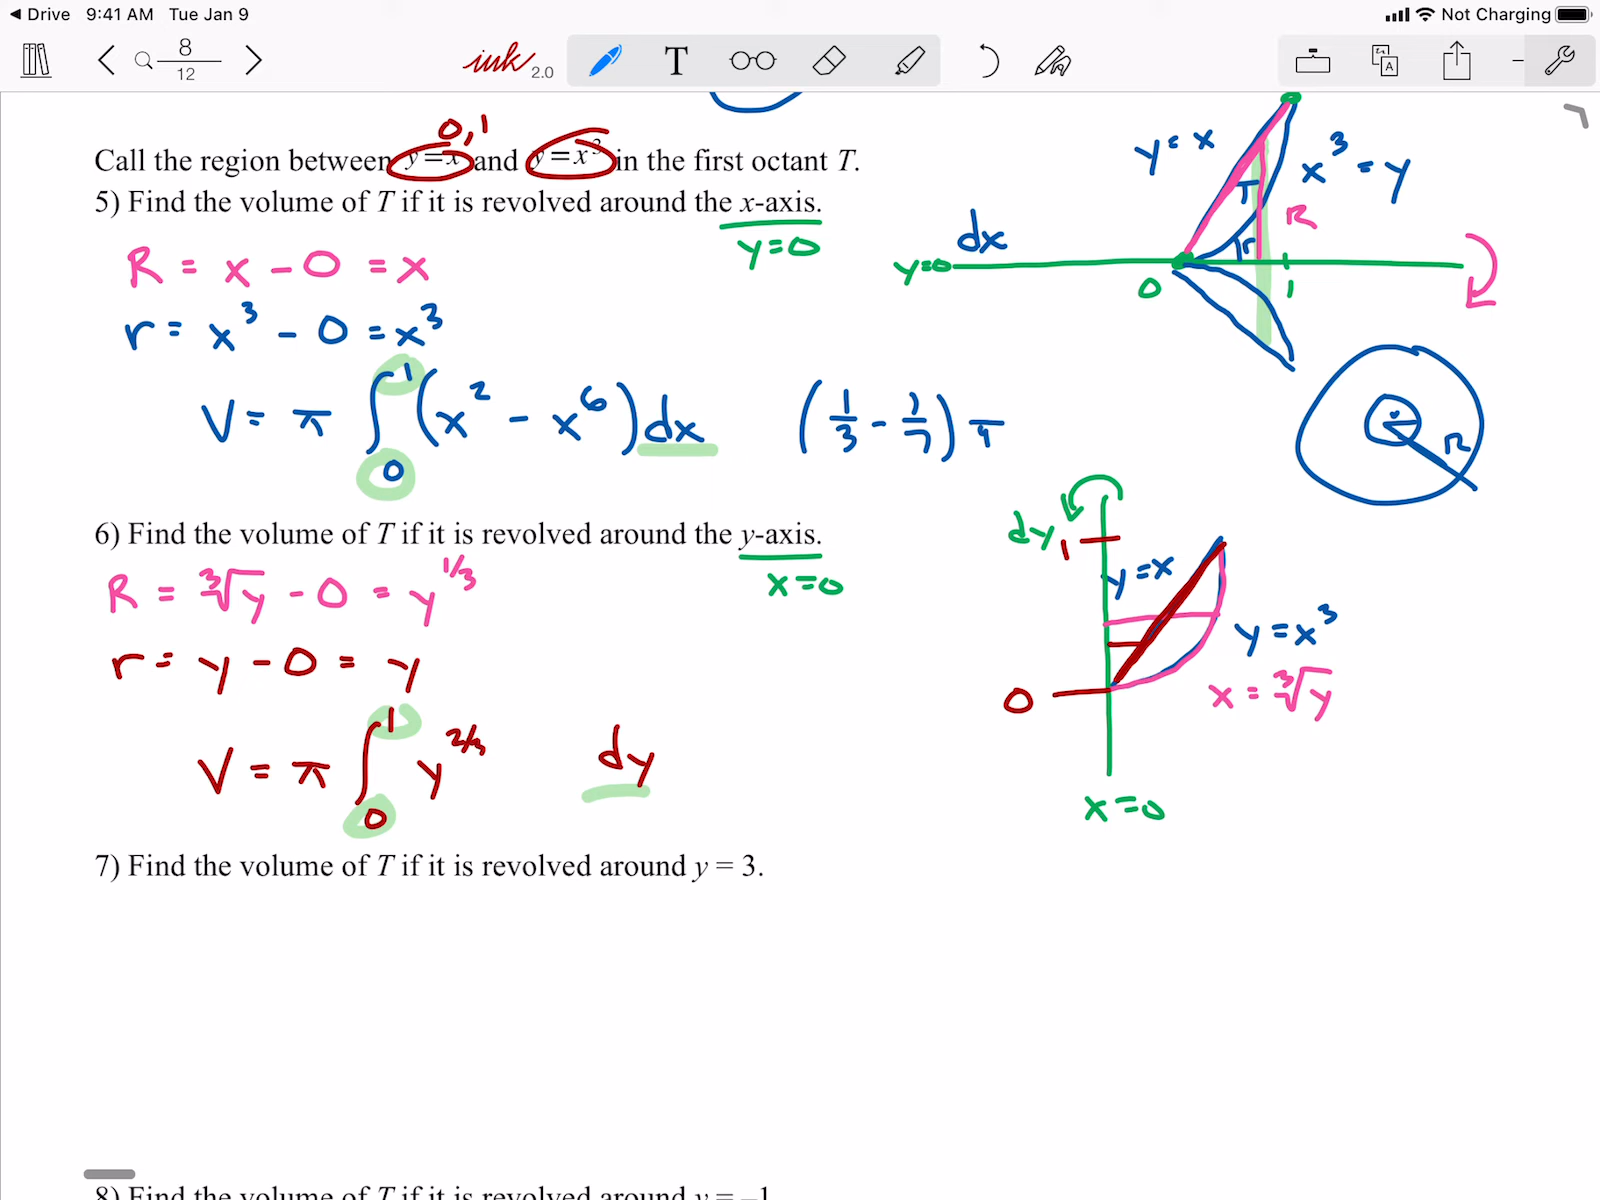 Drive 9:41 AM Tue Jan 9 Not Charging
8
12
ink 2.0
T
A
0,1
Call the region between y = x and y = x³ in the first octant T.
5) Find the volume of T if it is revolved around the x-axis.
y=0
R = x - 0 = x
r = x³ - 0 = x³
V = π ∫₀¹ (x² - x⁶) dx (1/3 - 1/7) π
y = x
x³ = y
T
R
r
dx
y=0
0
1
R
6) Find the volume of T if it is revolved around the y-axis.
x=0
R = ∛y - 0 = y^1/3
r = y - 0 = y
V = π ∫₀¹ y^2/3 dy
dy
1
y=x
y=x³
x = ∛y
0
x=0
7) Find the volume of T if it is revolved around y = 3.
8) Find the volume of T if it is revolved around y = –1